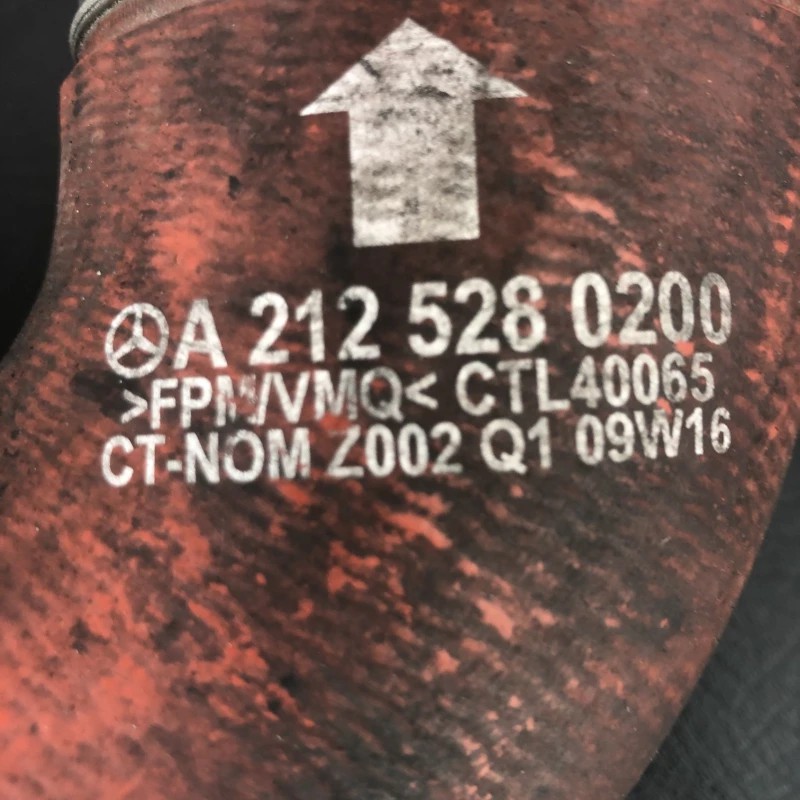 A 212 528 0200
>FPM/VMQ< CTL40065
CT-NOM Z002 Q1 09W16